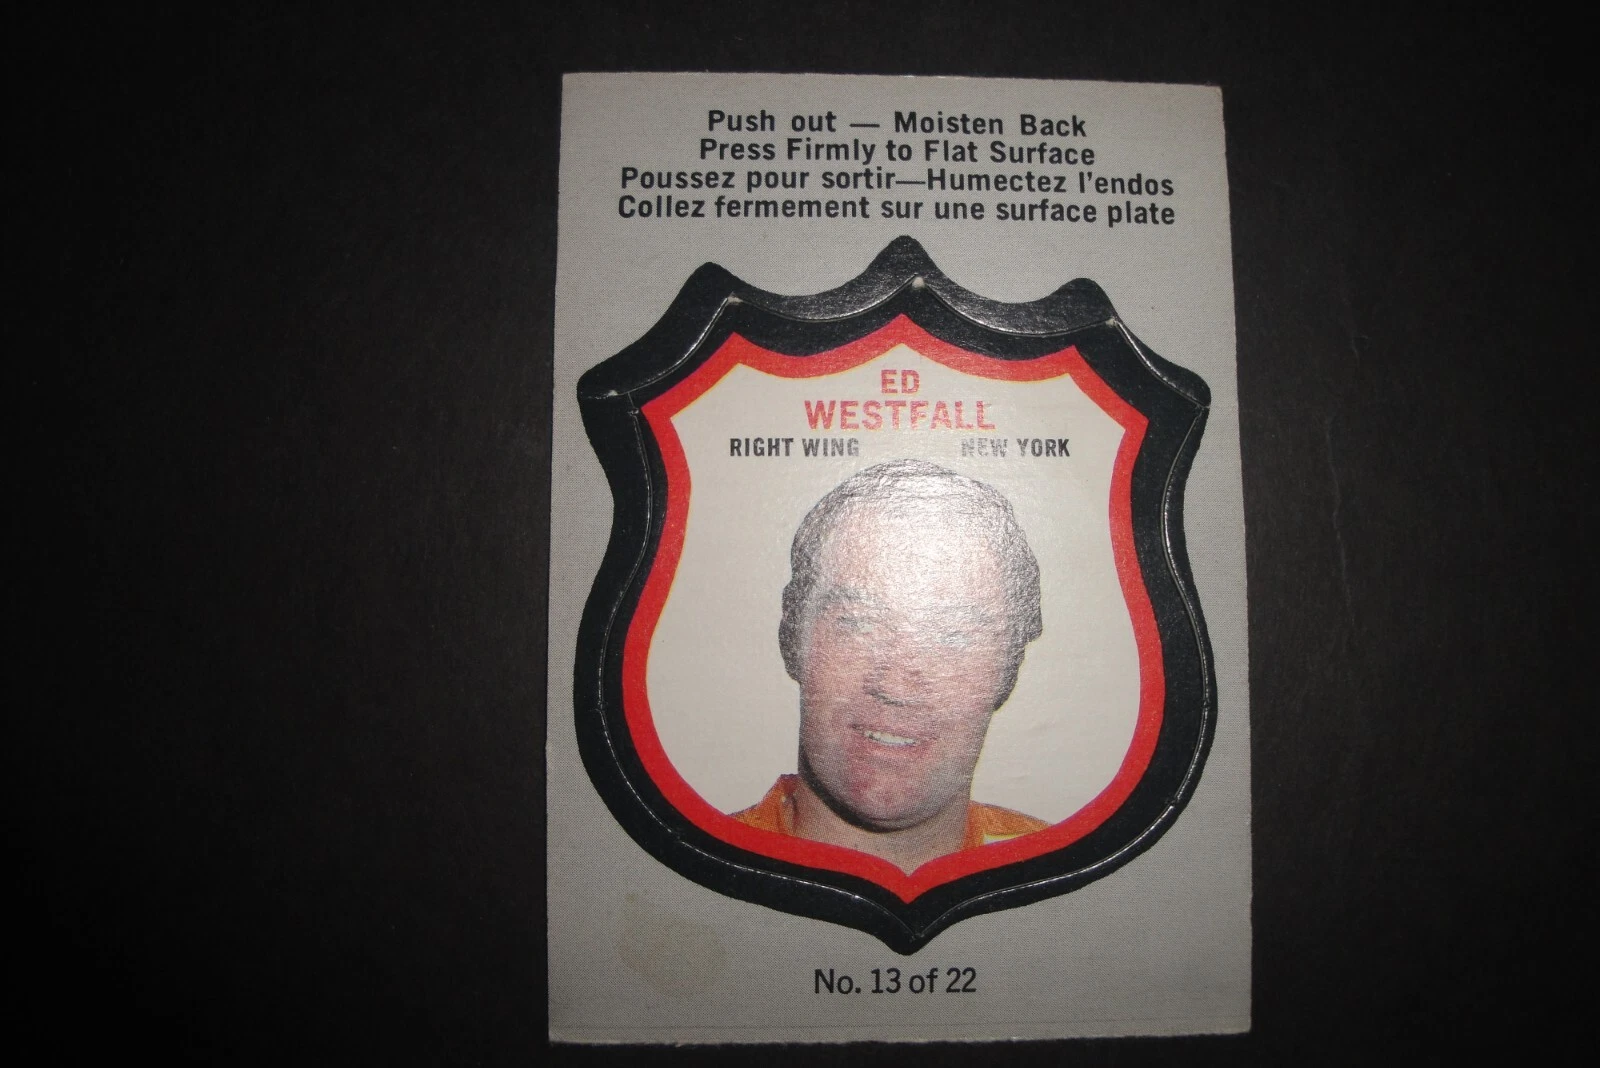 Push out — Moisten Back
Press Firmly to Flat Surface
Poussez pour sortir—Humectez l'endos
Collez fermement sur une surface plate
ED
WESTFALL
RIGHT WING NEW YORK
No. 13 of 22